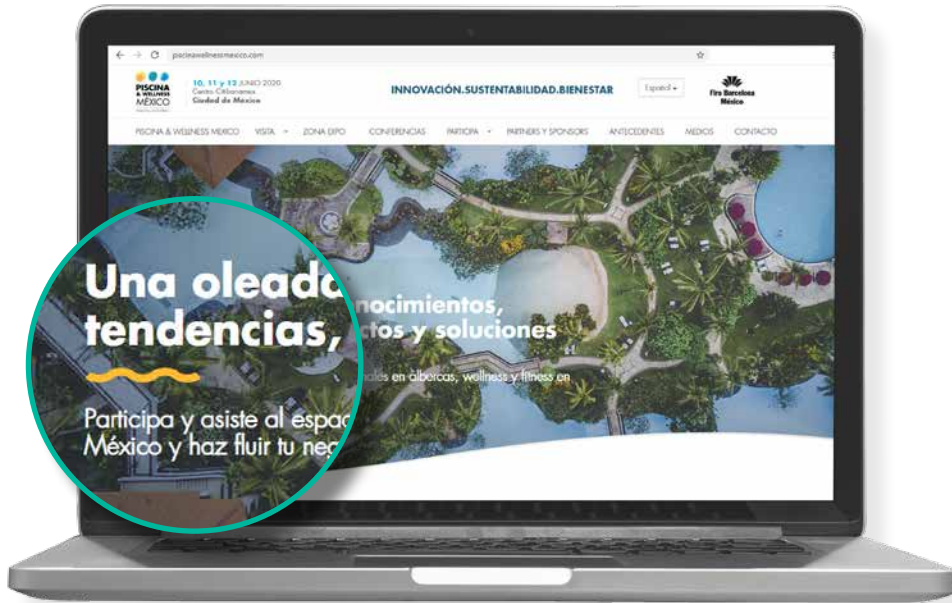 piscinawellnessmexico.com
PISCINA
& WELLNESS
MÉXICO
10, 11 y 12 JUNIO 2020
Centro Citibanamex
Ciudad de México
INNOVACIÓN.SUSTENTABILIDAD.BIENESTAR
Español
Fira Barcelona
México
PISCINA & WELLNESS MEXICO VISITA ZONA EXPO CONFERENCIAS PARTICIPA PARTNERS Y SPONSORS ANTECEDENTES MEDIOS CONTACTO
Una oleada
nocimientos,
tendencias, ctos y soluciones
nales en albercas, wellness y fitness en
Participa y asiste al espac
México y haz fluir tu neg